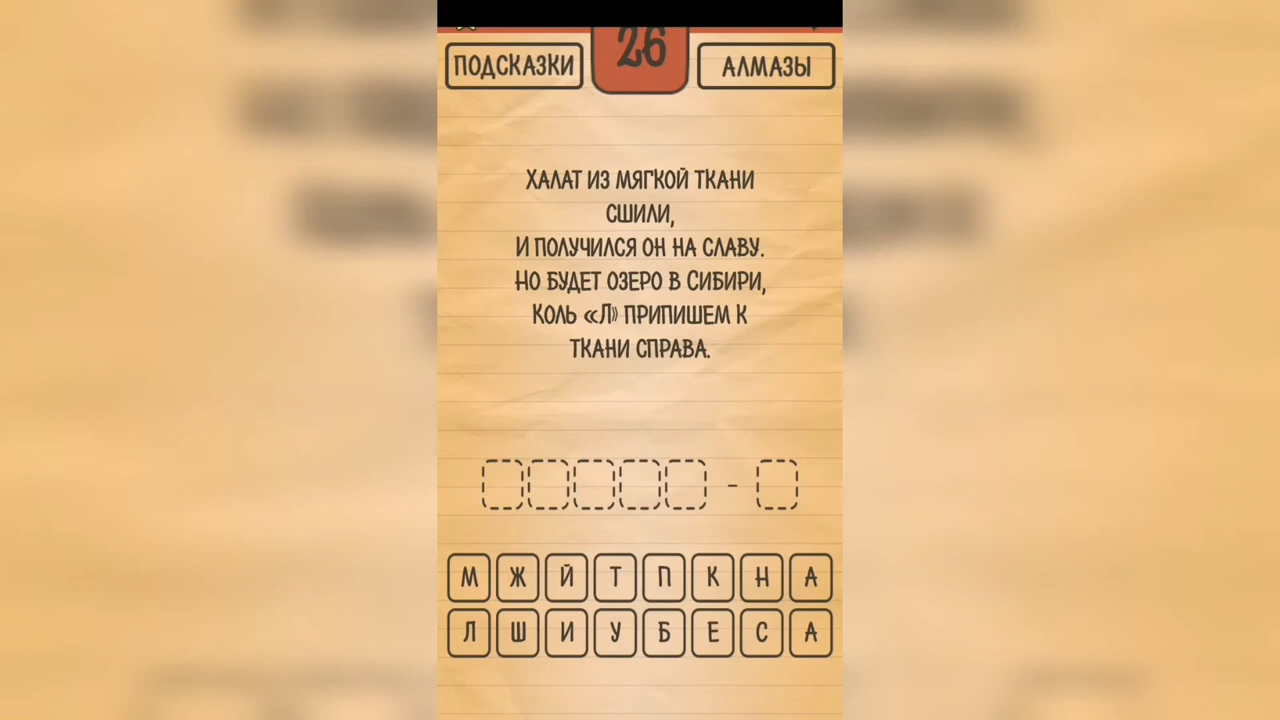 ПОДСКАЗКИ
26
АЛМАЗЫ
ХАЛАТ ИЗ МЯГКОЙ ТКАНИ
СШИЛИ,
И ПОЛУЧИЛСЯ ОН НА СЛАВУ.
НО БУДЕТ ОЗЕРО В СИБИРИ,
КОЛЬ «Л» ПРИПИШЕМ К
ТКАНИ СПРАВА.
-
М Ж Й Т П К Н А
Л Ш И У Б Е С А